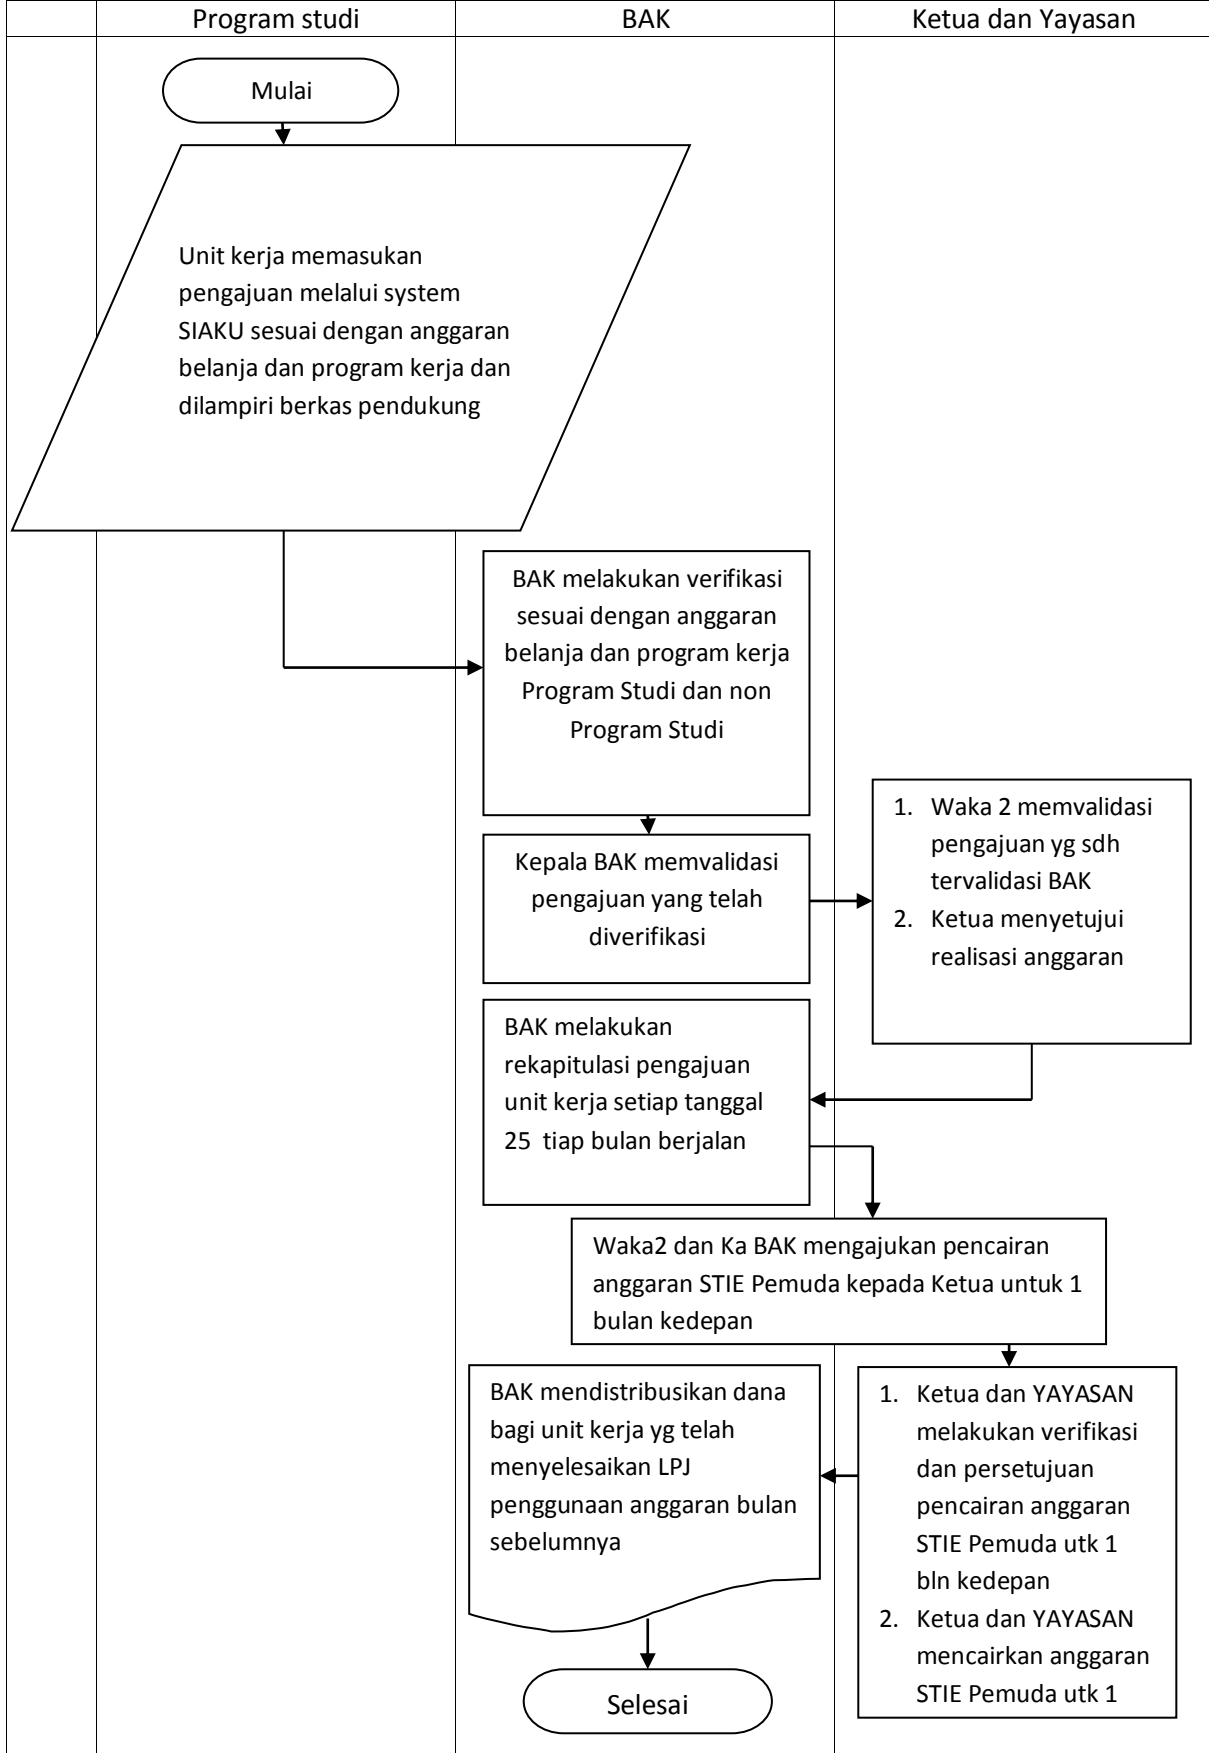 Program studi
BAK
Ketua dan Yayasan
Mulai
Unit kerja memasukan
pengajuan melalui system
SIAKU sesuai dengan anggaran
belanja dan program kerja dan
dilampiri berkas pendukung
BAK melakukan verifikasi
sesuai dengan anggaran
belanja dan program kerja
Program Studi dan non
Program Studi
Kepala BAK memvalidasi
pengajuan yang telah
diverifikasi
1. Waka 2 memvalidasi
pengajuan yg sdh
tervalidasi BAK
2. Ketua menyetujui
realisasi anggaran
BAK melakukan
rekapitulasi pengajuan
unit kerja setiap tanggal
25 tiap bulan berjalan
Waka2 dan Ka BAK mengajukan pencairan
anggaran STIE Pemuda kepada Ketua untuk 1
bulan kedepan
1. Ketua dan YAYASAN
melakukan verifikasi
dan persetujuan
pencairan anggaran
STIE Pemuda utk 1
bln kedepan
2. Ketua dan YAYASAN
mencairkan anggaran
STIE Pemuda utk 1
BAK mendistribusikan dana
bagi unit kerja yg telah
menyelesaikan LPJ
penggunaan anggaran bulan
sebelumnya
Selesai